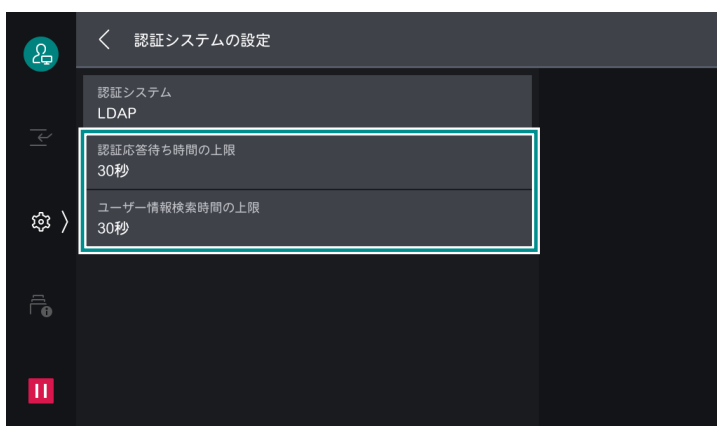 認証システムの設定
認証システム
LDAP
認証応答待ち時間の上限
30秒
ユーザー情報検索時間の上限
30秒